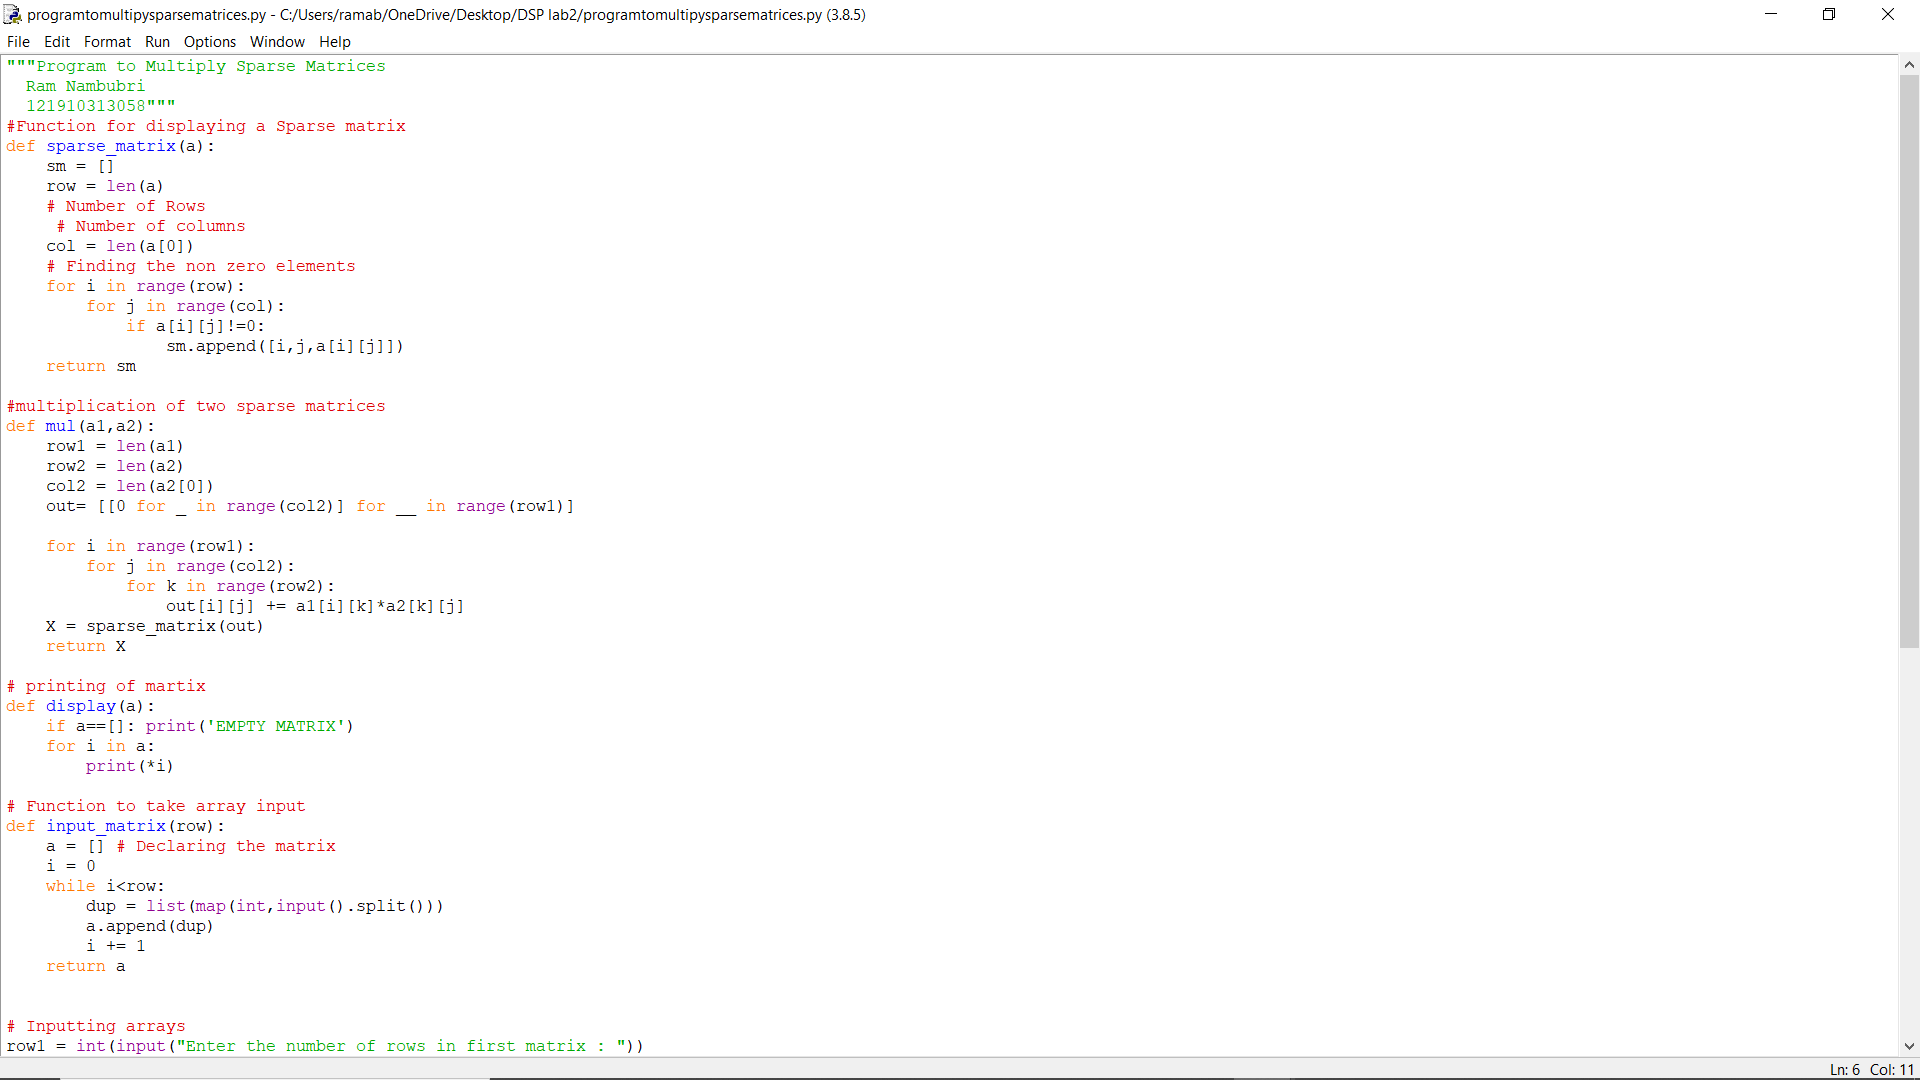 programtomultipysparsematrices.py - C:/Users/ramab/OneDrive/Desktop/DSP lab2/programtomultipysparsematrices.py (3.8.5)
File Edit Format Run Options Window Help
"""Program to Multiply Sparse Matrices
  Ram Nambubri
  121910313058"""
#Function for displaying a Sparse matrix
def sparse_matrix(a):
    sm = []
    row = len(a)
    # Number of Rows
     # Number of columns
    col = len(a[0])
    # Finding the non zero elements
    for i in range(row):
        for j in range(col):
            if a[i][j]!=0:
                sm.append([i,j,a[i][j]])
    return sm

#multiplication of two sparse matrices
def mul(a1,a2):
    row1 = len(a1)
    row2 = len(a2)
    col2 = len(a2[0])
    out= [[0 for _ in range(col2)] for __ in range(row1)]

    for i in range(row1):
        for j in range(col2):
            for k in range(row2):
                out[i][j] += a1[i][k]*a2[k][j]
    X = sparse_matrix(out)
    return X

# printing of martix
def display(a):
    if a==[]: print('EMPTY MATRIX')
    for i in a:
        print(*i)

# Function to take array input
def input_matrix(row):
    a = [] # Declaring the matrix
    i = 0
    while i<row:
        dup = list(map(int,input().split()))
        a.append(dup)
        i += 1
    return a


# Inputting arrays
row1 = int(input("Enter the number of rows in first matrix : "))
Ln: 6 Col: 11